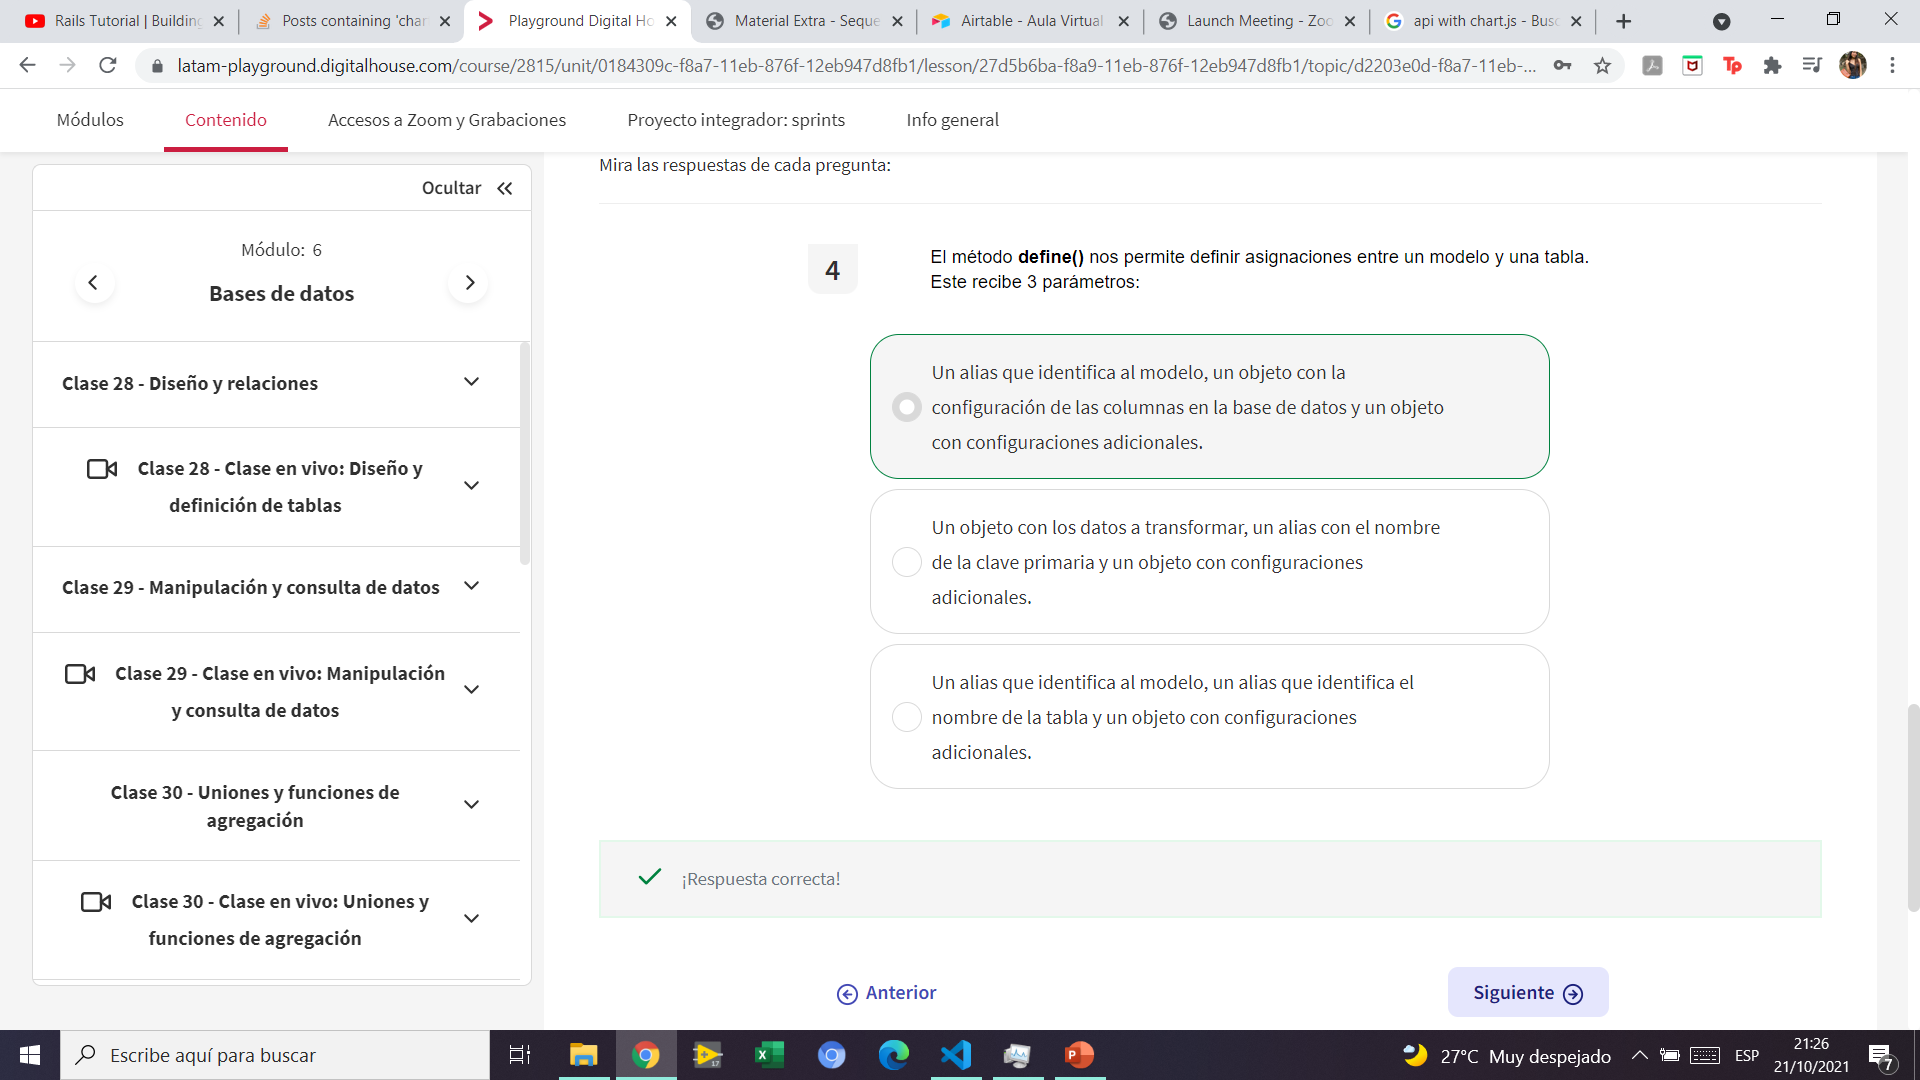 Rails Tutorial | Building
Posts containing 'char
Playground Digital Ho
Material Extra - Seque
Airtable - Aula Virtual
Launch Meeting - Zoo
api with chart.js - Busc
latam-playground.digitalhouse.com/course/2815/unit/0184309c-f8a7-11eb-876f-12eb947d8fb1/lesson/27d5b6ba-f8a9-11eb-876f-12eb947d8fb1/topic/d2203e0d-f8a7-11eb-...
Módulos
Contenido
Accesos a Zoom y Grabaciones
Proyecto integrador: sprints
Info general
Ocultar
Módulo: 6
Bases de datos
Clase 28 - Diseño y relaciones
Clase 28 - Clase en vivo: Diseño y
definición de tablas
Clase 29 - Manipulación y consulta de datos
Clase 29 - Clase en vivo: Manipulación
y consulta de datos
Clase 30 - Uniones y funciones de
agregación
Clase 30 - Clase en vivo: Uniones y
funciones de agregación
Mira las respuestas de cada pregunta:
4
El método define() nos permite definir asignaciones entre un modelo y una tabla.
Este recibe 3 parámetros:
Un alias que identifica al modelo, un objeto con la
configuración de las columnas en la base de datos y un objeto
con configuraciones adicionales.
Un objeto con los datos a transformar, un alias con el nombre
de la clave primaria y un objeto con configuraciones
adicionales.
Un alias que identifica al modelo, un alias que identifica el
nombre de la tabla y un objeto con configuraciones
adicionales.
¡Respuesta correcta!
Anterior
Siguiente
Escribe aquí para buscar
27°C Muy despejado
ESP
21:26
21/10/2021
7